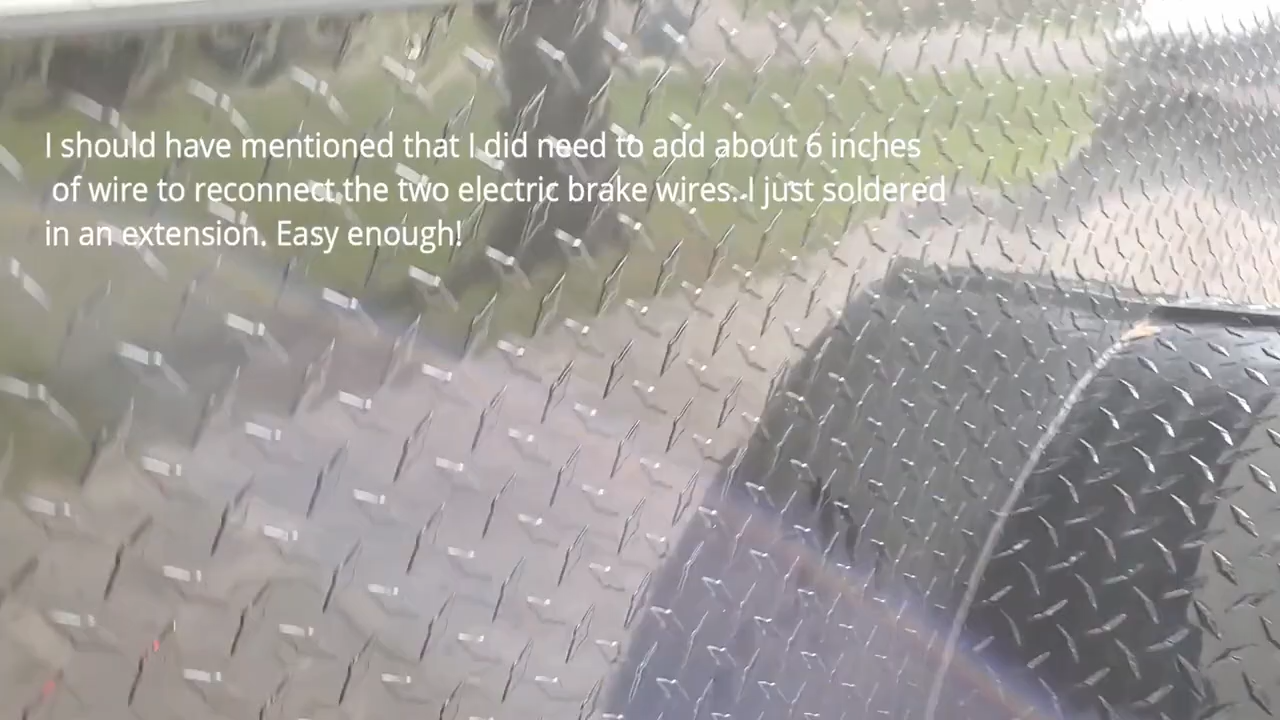 I should have mentioned that I did need to add about 6 inches
of wire to reconnect the two electric brake wires. I just soldered
in an extension. Easy enough!